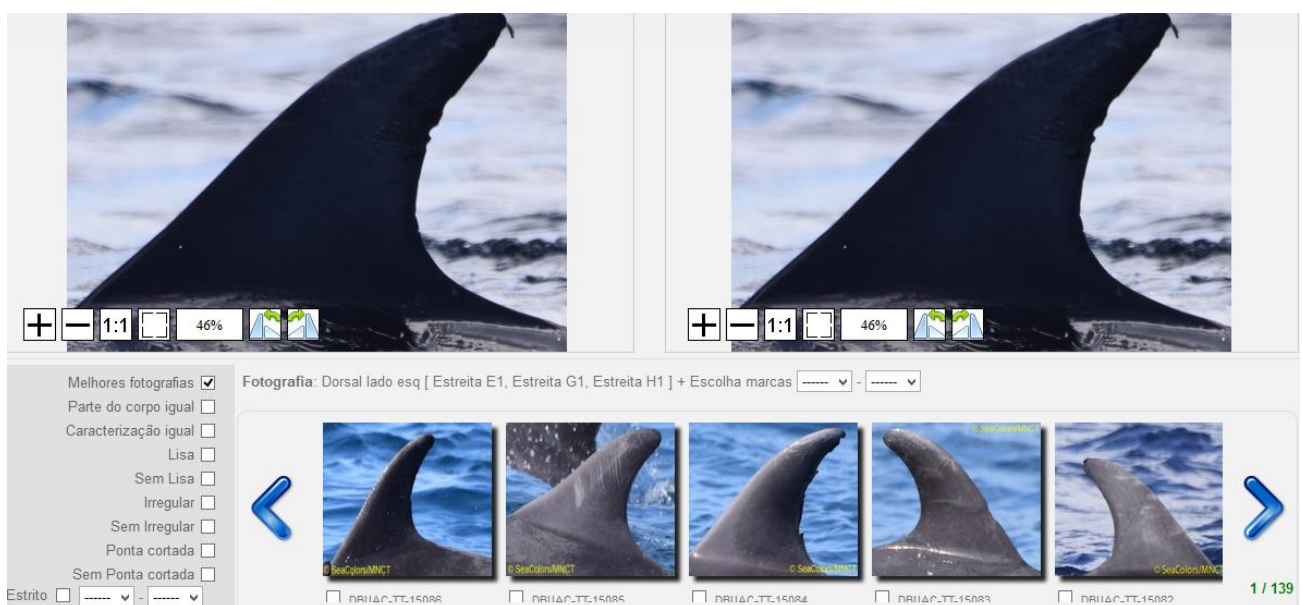 1:1 46% 1:1 46%
Melhores fotografias
Fotografia: Dorsal lado esq [ Estreita E1, Estreita G1, Estreita H1 ] + Escolha marcas ------ - ------
Parte do corpo igual
Caracterização igual
Lisa
Sem Lisa
Irregular
Sem Irregular
Ponta cortada
Sem Ponta cortada
Estrito ------ - ------
© SeaColors/MNCT
© SeaColors/MNCT
© SeaColors/MNCT
© SeaColors/MNCT
© SeaColors/MNCT
DBUAC-TT-15086 DBUAC-TT-15085 DBUAC-TT-15084 DBUAC-TT-15083 DBUAC-TT-15082
1 / 139